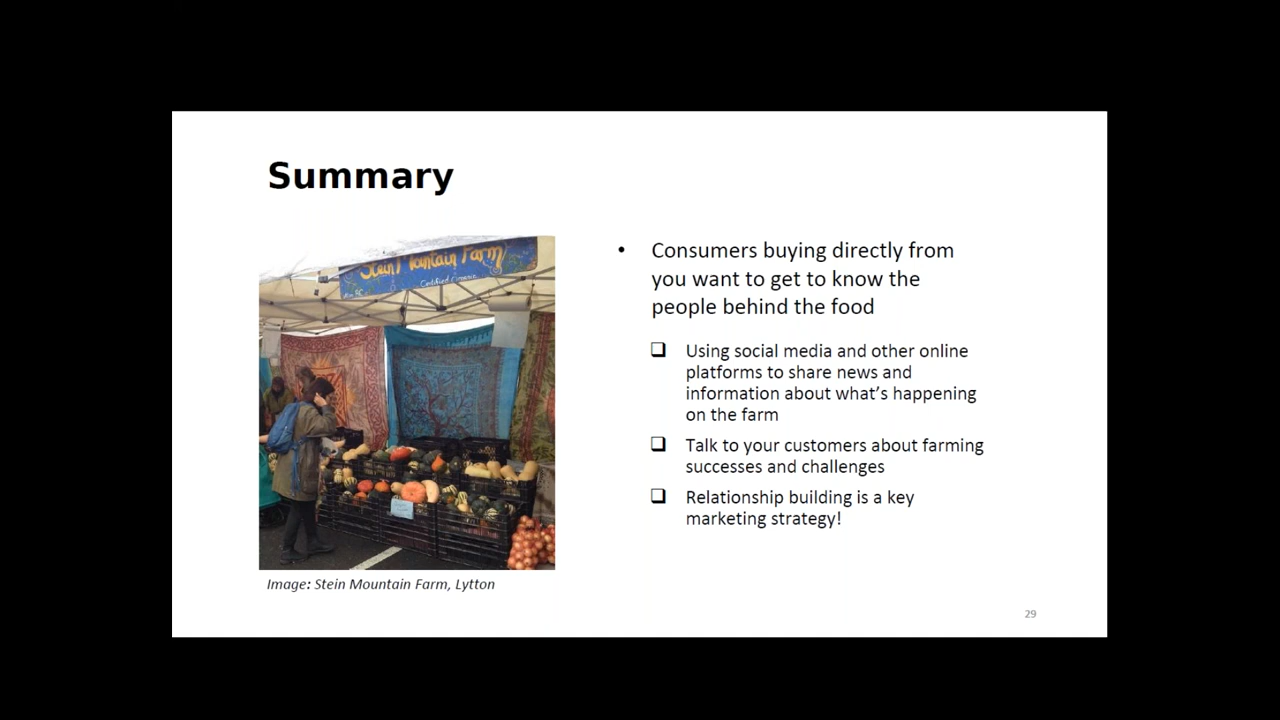 Summary
Stein Mountain Farm
Certified Organic
• Consumers buying directly from
you want to get to know the
people behind the food
❑ Using social media and other online
platforms to share news and
information about what’s happening
on the farm
❑ Talk to your customers about farming
successes and challenges
❑ Relationship building is a key
marketing strategy!
Image: Stein Mountain Farm, Lytton
29